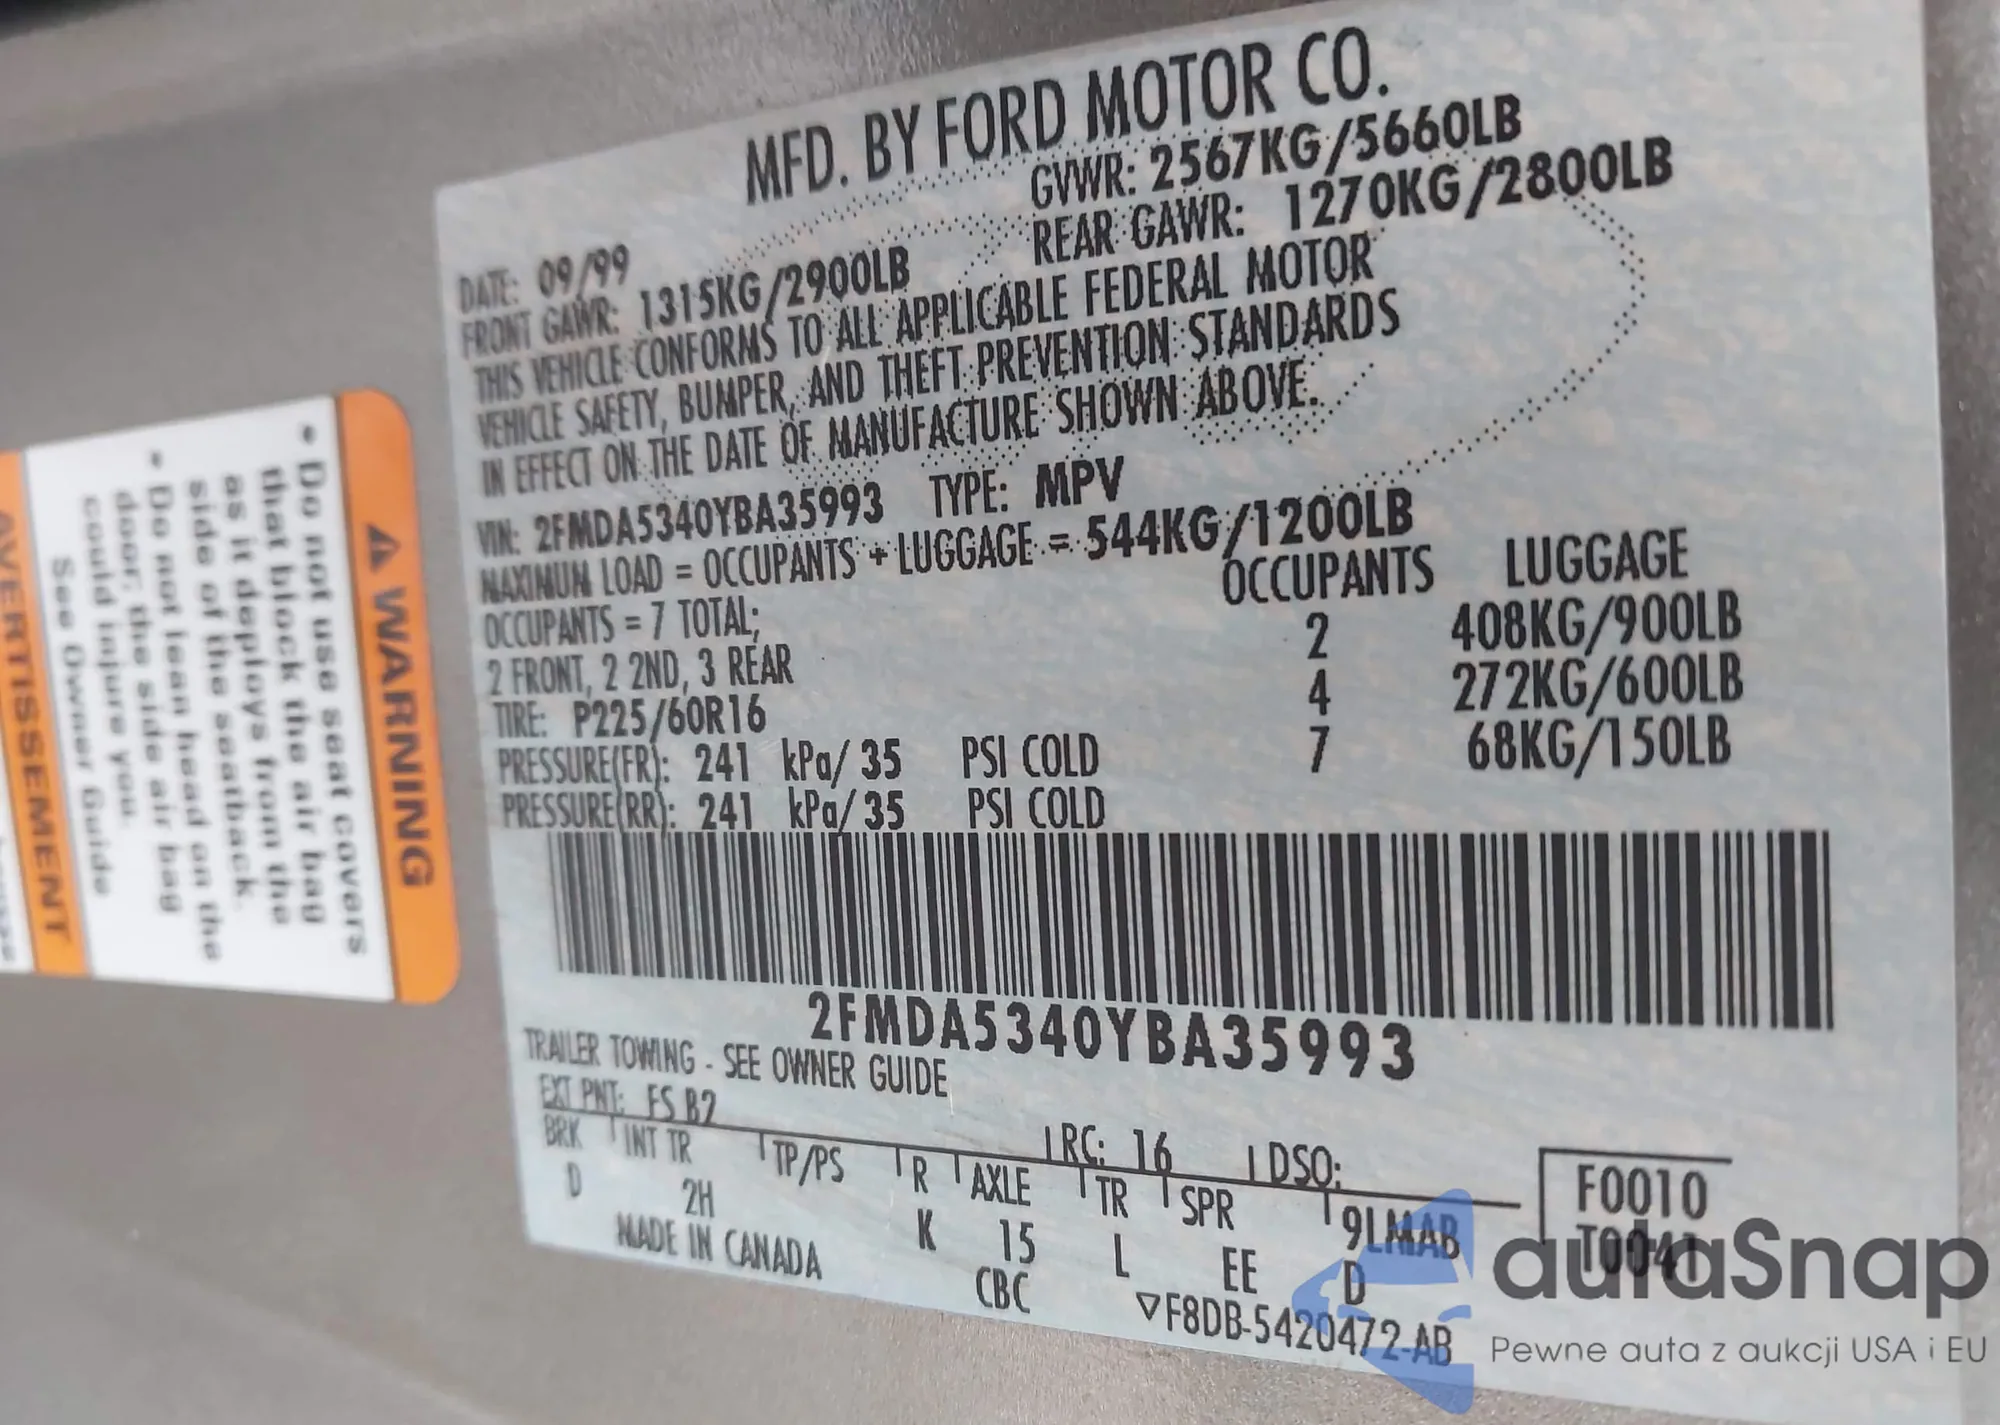 MFD. BY FORD MOTOR CO.
DATE: 09/99 GVWR: 2567KG/5660LB
FRONT GAWR: 1315KG/2900LB REAR GAWR: 1270KG/2800LB
THIS VEHICLE CONFORMS TO ALL APPLICABLE FEDERAL MOTOR
VEHICLE SAFETY, BUMPER, AND THEFT PREVENTION STANDARDS
IN EFFECT ON THE DATE OF MANUFACTURE SHOWN ABOVE.
VIN: 2FMDA5340YBA35993 TYPE: MPV
MAXIMUM LOAD = OCCUPANTS + LUGGAGE = 544KG/1200LB
OCCUPANTS = 7 TOTAL; OCCUPANTS LUGGAGE
2 FRONT, 2 2ND, 3 REAR 2 408KG/900LB
TIRE: P225/60R16 4 272KG/600LB
PRESSURE(FR): 241 kPa/ 35 PSI COLD 7 68KG/150LB
PRESSURE(RR): 241 kPa/ 35 PSI COLD
2FMDA5340YBA35993
TRAILER TOWING - SEE OWNER GUIDE
EXT PNT: FS B2 RC: 16 DSO: F0010
BRK INT TR TP/PS R AXLE TR SPR 9LMAB T0041
D 2H K 15 L EE D
MADE IN CANADA CBC ▽F8DB-5420472-AB
⚠ WARNING
• Do not use seat covers
that block the air bag
as it deploys from the
side of the seatback.
• Do not lean head on the
door; the side air bag
could injure you.
See Owner Guide
AVERTISSEMENT
autaSnap
Pewne auta z aukcji USA i EU